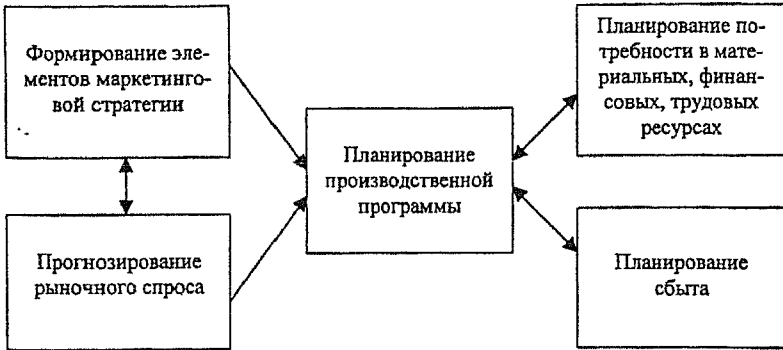 Формирование эле-
ментов маркетинго-
вой стратегии
Прогнозирование
рыночного спроса
Планирование
производственной
программы
Планирование по-
требности в мате-
риальных, финан-
совых, трудовых
ресурсах
Планирование
сбыта